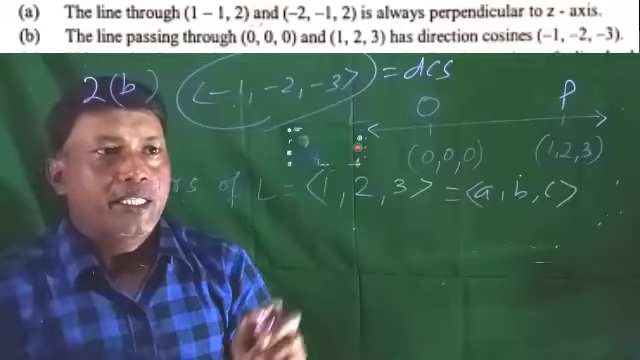 (a) The line through (1 – 1, 2) and (–2, –1, 2) is always perpendicular to z - axis.
(b) The line passing through (0, 0, 0) and (1, 2, 3) has direction cosines (–1, –2, –3).
2(b) <-1, -2, -3> = dcs
O P
(0,0,0) (1,2,3)
rs of L = <1, 2, 3> = <a, b, c>